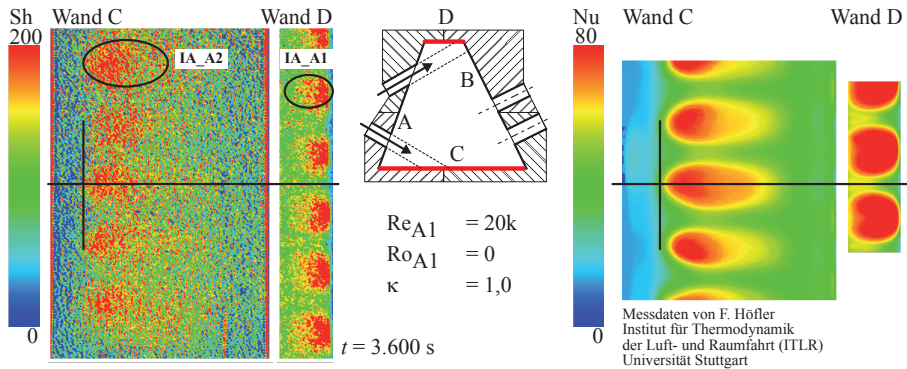 Sh Wand C Wand D
200
IA_A2
IA_A1
0
D
B
A
C
Re_A1 = 20k
Ro_A1 = 0
κ = 1,0
t = 3.600 s
Nu Wand C Wand D
80
0
Messdaten von F. Höfler
Institut für Thermodynamik
der Luft- und Raumfahrt (ITLR)
Universität Stuttgart